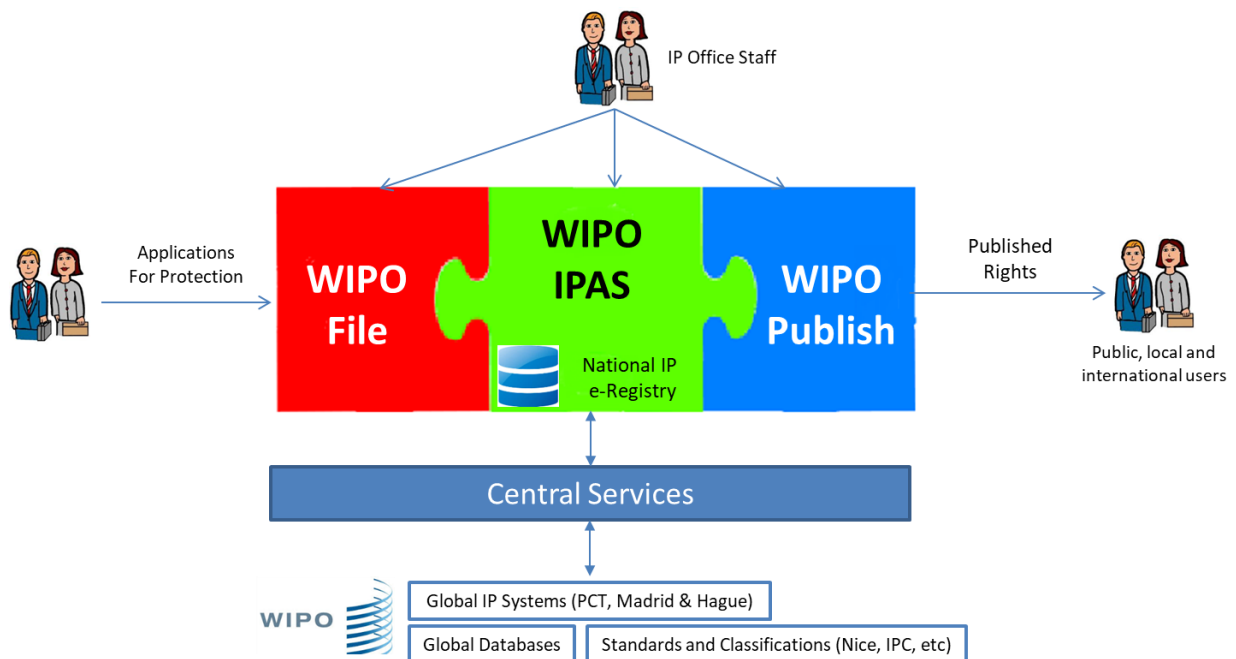 IP Office Staff
Applications
For Protection
WIPO
File
WIPO
IPAS
National IP
e-Registry
WIPO
Publish
Published
Rights
Public, local and
international users
Central Services
WIPO
Global IP Systems (PCT, Madrid & Hague)
Global Databases
Standards and Classifications (Nice, IPC, etc)